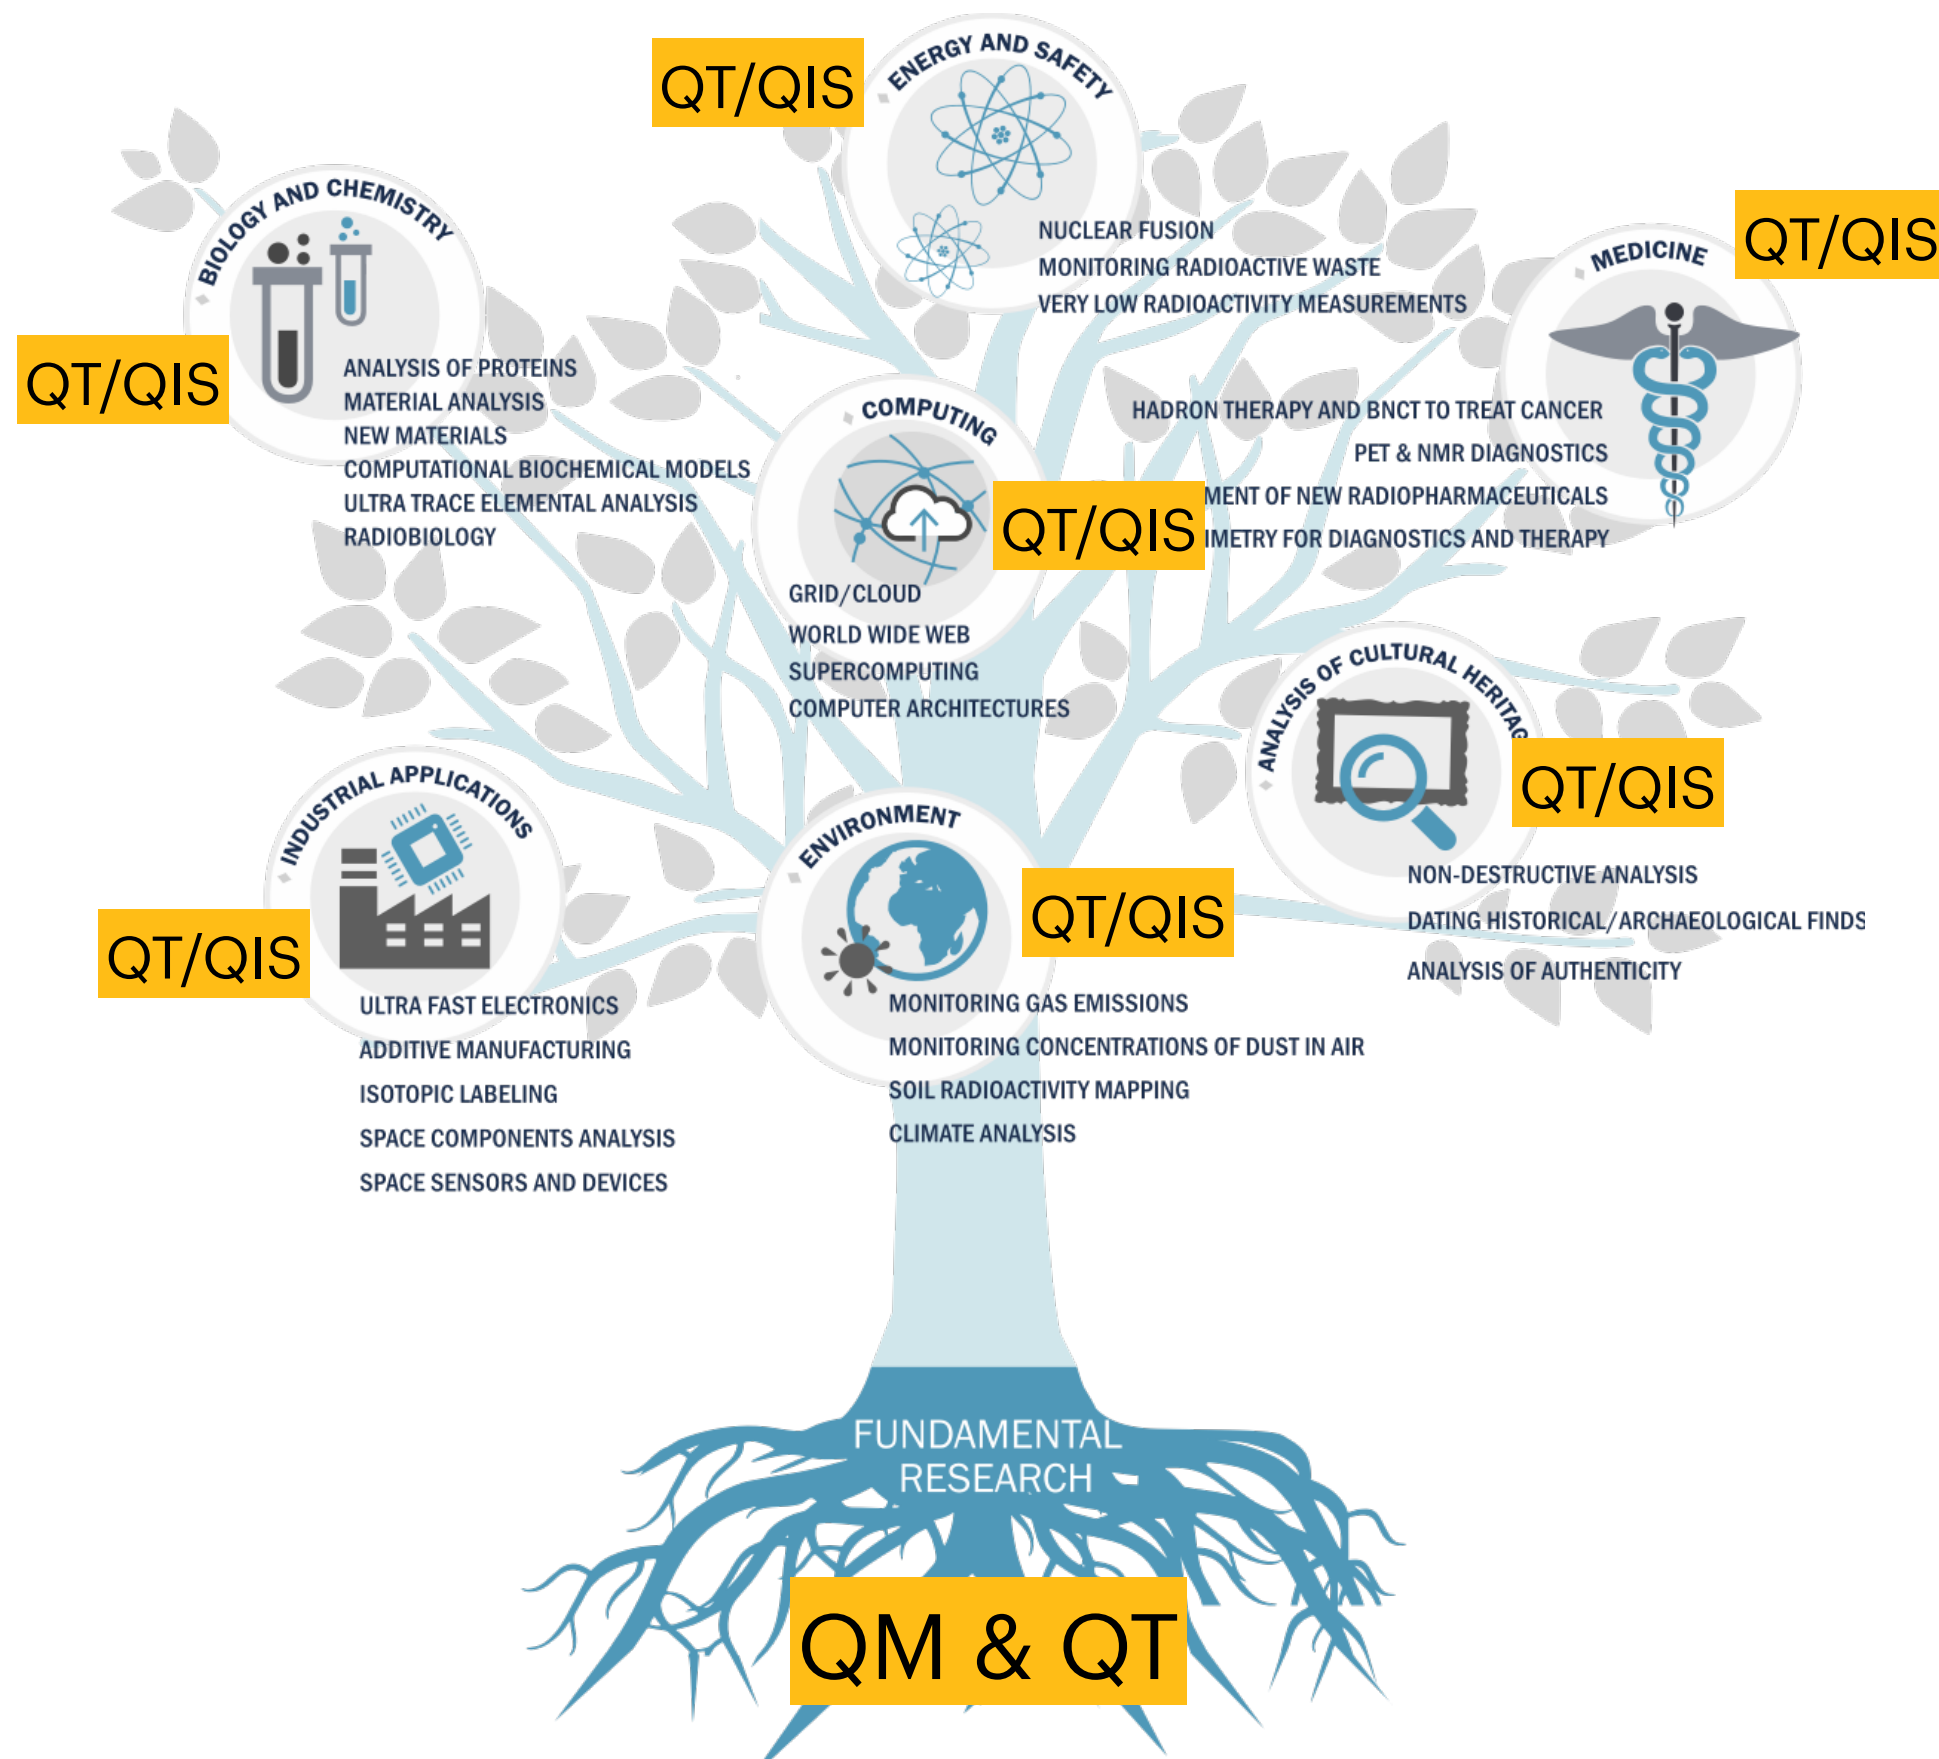 QT/QIS
ENERGY AND SAFETY
NUCLEAR FUSION
MONITORING RADIOACTIVE WASTE
VERY LOW RADIOACTIVITY MEASUREMENTS
BIOLOGY AND CHEMISTRY
QT/QIS
ANALYSIS OF PROTEINS
MATERIAL ANALYSIS
NEW MATERIALS
COMPUTATIONAL BIOCHEMICAL MODELS
ULTRA TRACE ELEMENTAL ANALYSIS
RADIOBIOLOGY
QT/QIS
MEDICINE
HADRON THERAPY AND BNCT TO TREAT CANCER
PET & NMR DIAGNOSTICS
MENT OF NEW RADIOPHARMACEUTICALS
IMETRY FOR DIAGNOSTICS AND THERAPY
COMPUTING
QT/QIS
GRID/CLOUD
WORLD WIDE WEB
SUPERCOMPUTING
COMPUTER ARCHITECTURES
ANALYSIS OF CULTURAL HERITAG
QT/QIS
NON-DESTRUCTIVE ANALYSIS
DATING HISTORICAL/ARCHAEOLOGICAL FINDS
ANALYSIS OF AUTHENTICITY
INDUSTRIAL APPLICATIONS
QT/QIS
ULTRA FAST ELECTRONICS
ADDITIVE MANUFACTURING
ISOTOPIC LABELING
SPACE COMPONENTS ANALYSIS
SPACE SENSORS AND DEVICES
ENVIRONMENT
QT/QIS
MONITORING GAS EMISSIONS
MONITORING CONCENTRATIONS OF DUST IN AIR
SOIL RADIOACTIVITY MAPPING
CLIMATE ANALYSIS
FUNDAMENTAL
RESEARCH
QM & QT